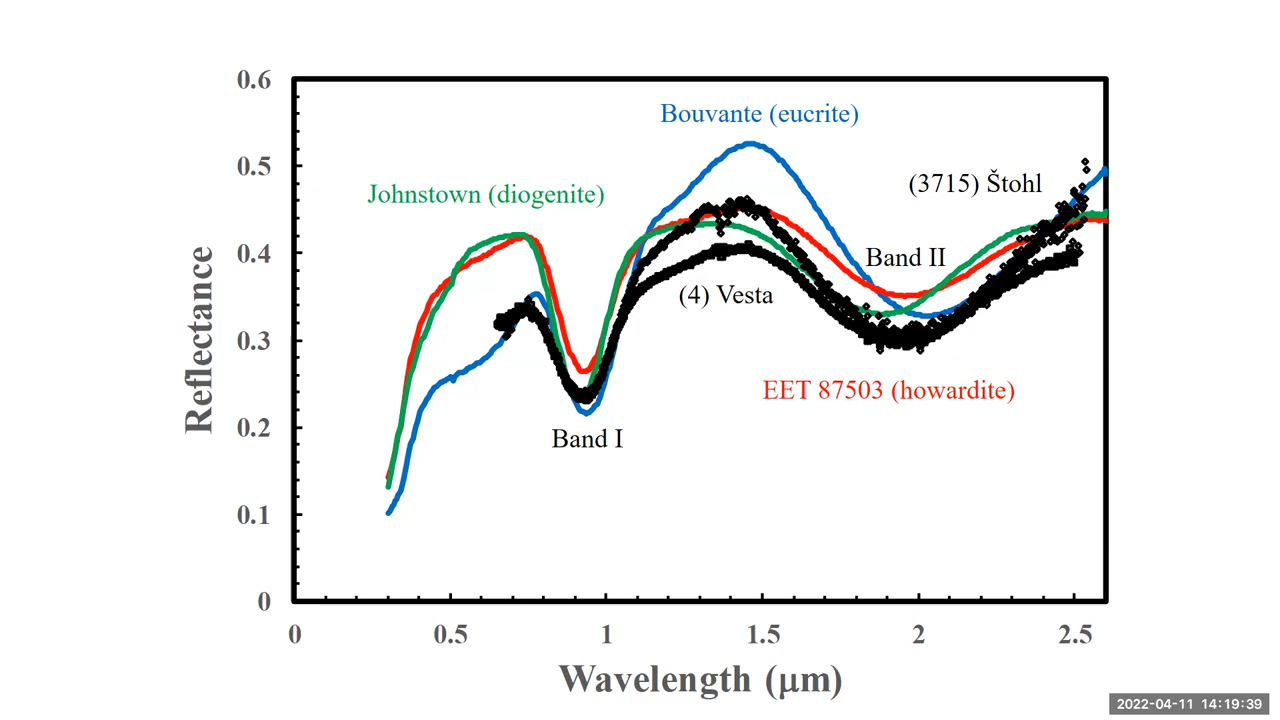 0.6
Bouvante (eucrite)
0.5
(3715) Štohl
Johnstown (diogenite)
0.4
Band II
(4) Vesta
0.3
EET 87503 (howardite)
0.2
Band I
0.1
0
Reflectance
0 0.5 1 1.5 2 2.5
Wavelength (μm)
2022-04-11 14:19:39